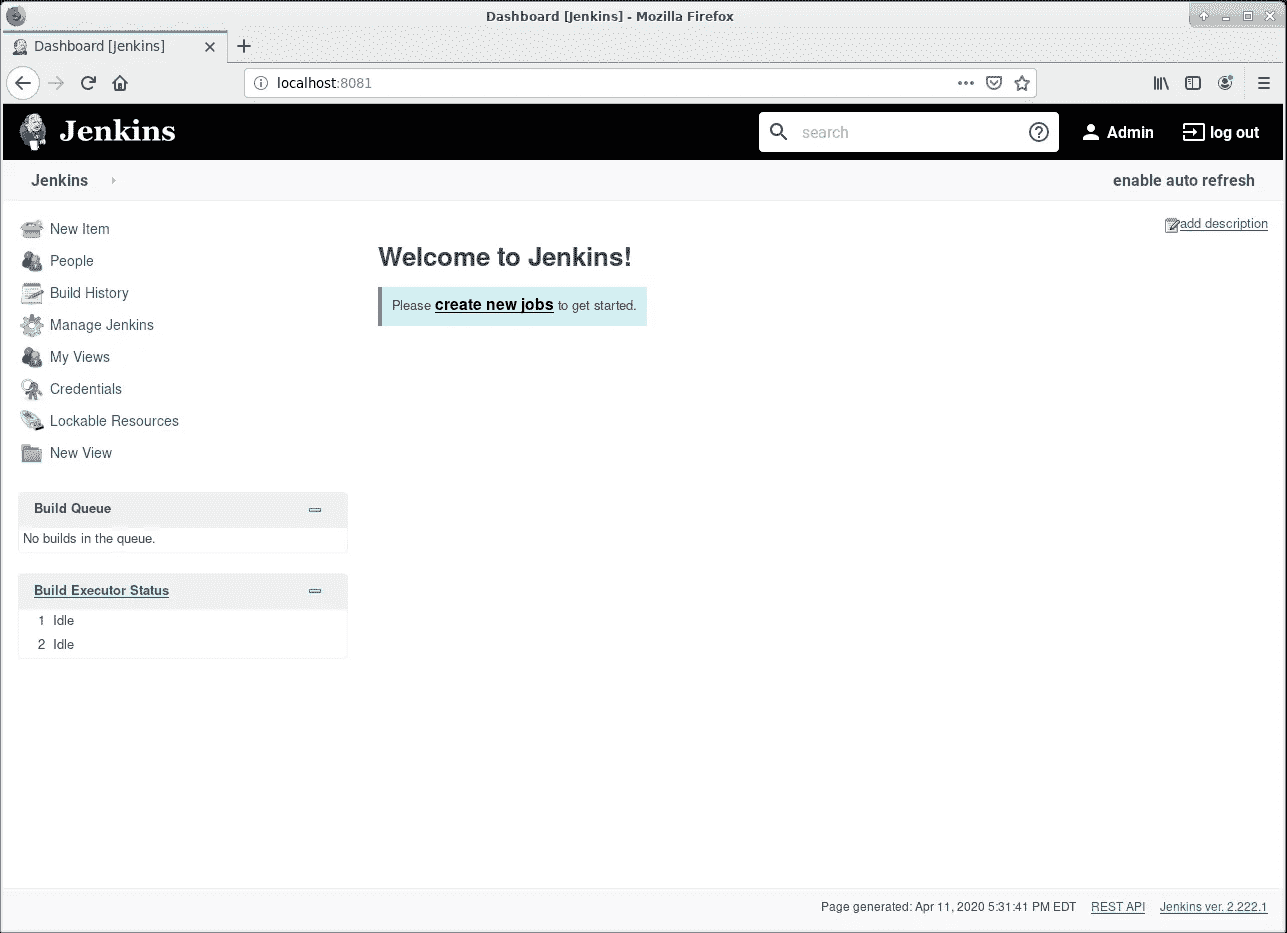 Dashboard [Jenkins] - Mozilla Firefox
Dashboard [Jenkins]
localhost:8081
Jenkins
search
Admin
log out
Jenkins
enable auto refresh
New Item
People
Build History
Manage Jenkins
My Views
Credentials
Lockable Resources
New View
add description
Welcome to Jenkins!
Please create new jobs to get started.
Build Queue
No builds in the queue.
Build Executor Status
1 Idle
2 Idle
Page generated: Apr 11, 2020 5:31:41 PM EDT REST API Jenkins ver. 2.222.1